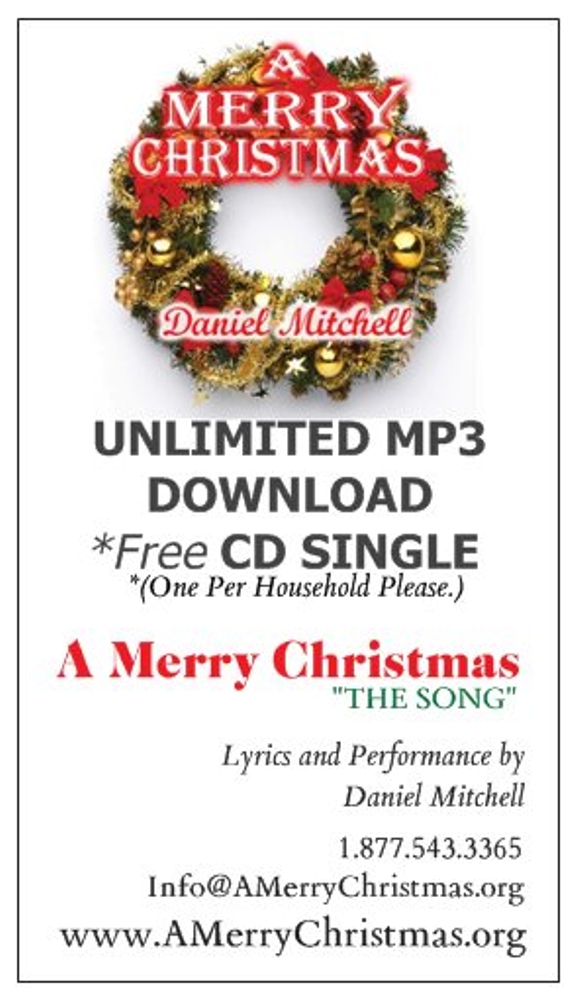 A
MERRY
CHRISTMAS
Daniel Mitchell
UNLIMITED MP3
DOWNLOAD
*Free CD SINGLE
*(One Per Household Please.)
A Merry Christmas
"THE SONG"
Lyrics and Performance by
Daniel Mitchell
1.877.543.3365
Info@AMerryChristmas.org
www.AMerryChristmas.org